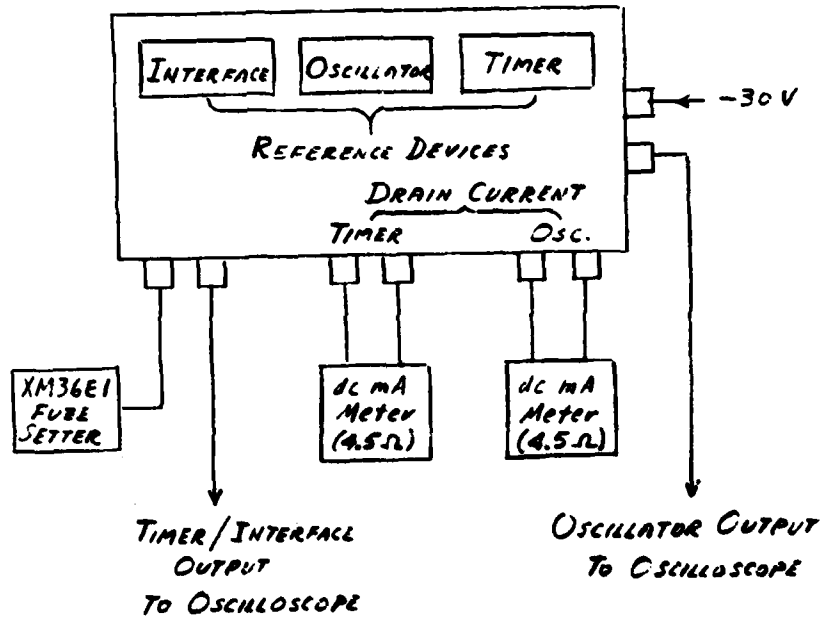 INTERFACE
OSCILLATOR
TIMER
-30V
REFERENCE DEVICES
DRAIN CURRENT
TIMER
OSC.
XM36E1
FUZE
SETTER
dc mA
Meter
(4.5Ω)
dc mA
Meter
(4.5Ω)
TIMER/INTERFACE
OUTPUT
TO OSCILLOSCOPE
OSCILLATOR OUTPUT
TO OSCILLOSCOPE